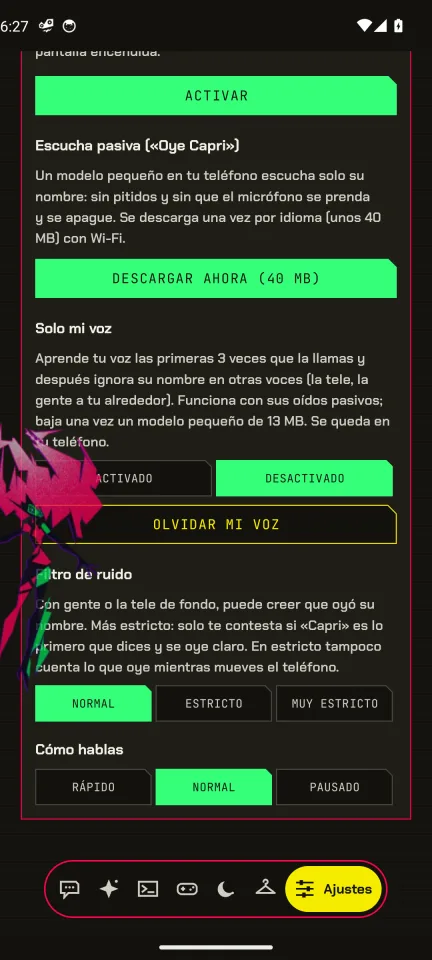 6:27
pantalla encendida.
ACTIVAR
Escucha pasiva («Oye Capri»)
Un modelo pequeño en tu teléfono escucha solo su
nombre: sin pitidos y sin que el micrófono se prenda
y se apague. Se descarga una vez por idioma (unos 40
MB) con Wi-Fi.
DESCARGAR AHORA (40 MB)
Solo mi voz
Aprende tu voz las primeras 3 veces que la llamas y
después ignora su nombre en otras voces (la tele, la
gente a tu alrededor). Funciona con sus oídos pasivos;
baja una vez un modelo pequeño de 13 MB. Se queda en
tu teléfono.
ACTIVADO DESACTIVADO
OLVIDAR MI VOZ
Filtro de ruido
Con gente o la tele de fondo, puede creer que oyó su
nombre. Más estricto: solo te contesta si «Capri» es lo
primero que dices y se oye claro. En estricto tampoco
cuenta lo que oye mientras mueves el teléfono.
NORMAL ESTRICTO MUY ESTRICTO
Cómo hablas
RÁPIDO NORMAL PAUSADO
Ajustes